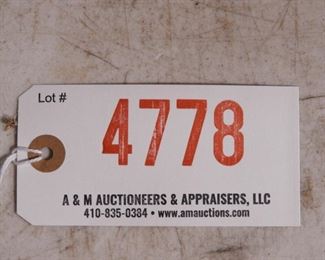 Lot #
4778
A & M AUCTIONEERS & APPRAISERS, LLC
410-835-0384 • www.amauctions.com